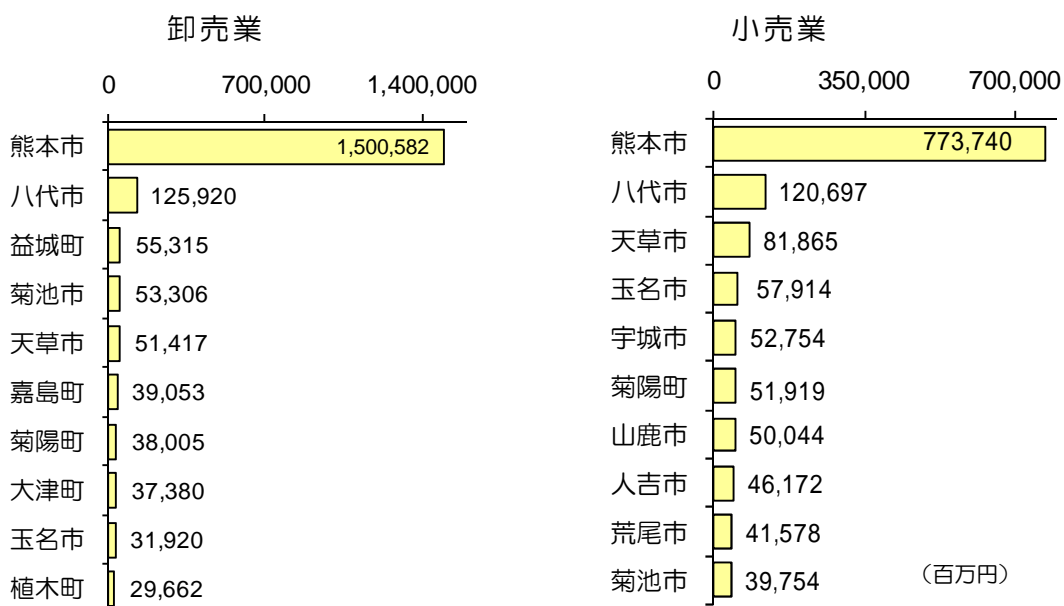 卸売業
0 700,000 1,400,000
熊本市 1,500,582
八代市 125,920
益城町 55,315
菊池市 53,306
天草市 51,417
嘉島町 39,053
菊陽町 38,005
大津町 37,380
玉名市 31,920
植木町 29,662
小売業
0 350,000 700,000
熊本市 773,740
八代市 120,697
天草市 81,865
玉名市 57,914
宇城市 52,754
菊陽町 51,919
山鹿市 50,044
人吉市 46,172
荒尾市 41,578
菊池市 39,754
（百万円）